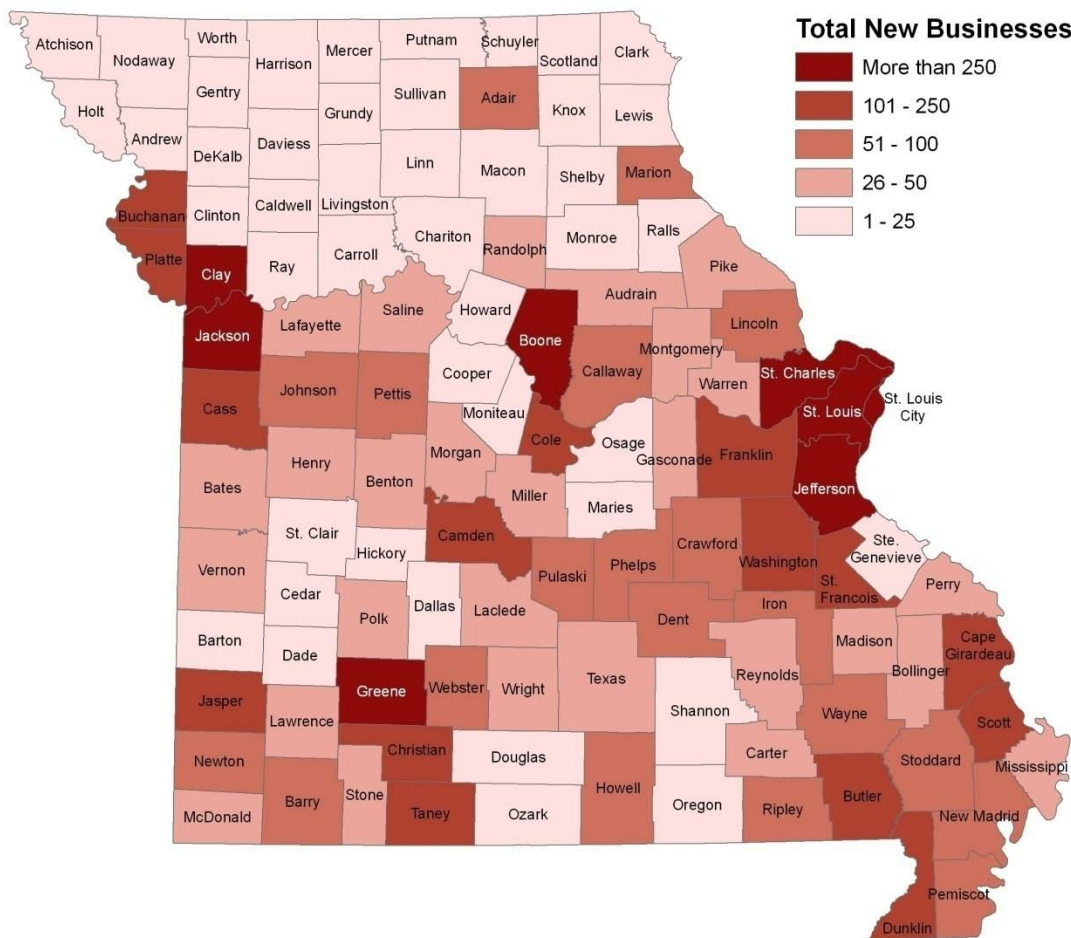 Total New Businesses
More than 250
101 - 250
51 - 100
26 - 50
1 - 25
Atchison
Nodaway
Worth
Harrison
Mercer
Putnam
Schuyler
Scotland
Clark
Holt
Gentry
Sullivan
Adair
Knox
Lewis
Andrew
DeKalb
Daviess
Grundy
Linn
Macon
Shelby
Marion
Buchanan
Clinton
Caldwell
Livingston
Chariton
Randolph
Monroe
Ralls
Platte
Clay
Ray
Carroll
Pike
Jackson
Lafayette
Saline
Howard
Boone
Audrain
Lincoln
Cass
Johnson
Pettis
Cooper
Moniteau
Callaway
Montgomery
Warren
St. Charles
St. Louis
St. Louis
City
Cole
Osage
Gasconade
Franklin
Jefferson
Bates
Henry
Benton
Morgan
Miller
Maries
St. Clair
Hickory
Camden
Pulaski
Phelps
Crawford
Washington
St.
Francois
Ste.
Genevieve
Perry
Vernon
Cedar
Polk
Dallas
Laclede
Dent
Iron
Madison
Bollinger
Cape
Girardeau
Barton
Dade
Greene
Webster
Wright
Texas
Shannon
Reynolds
Wayne
Scott
Jasper
Lawrence
Christian
Douglas
Carter
Stoddard
Mississippi
Newton
Barry
Stone
Taney
Ozark
Howell
Oregon
Ripley
Butler
New Madrid
McDonald
Pemiscot
Dunklin